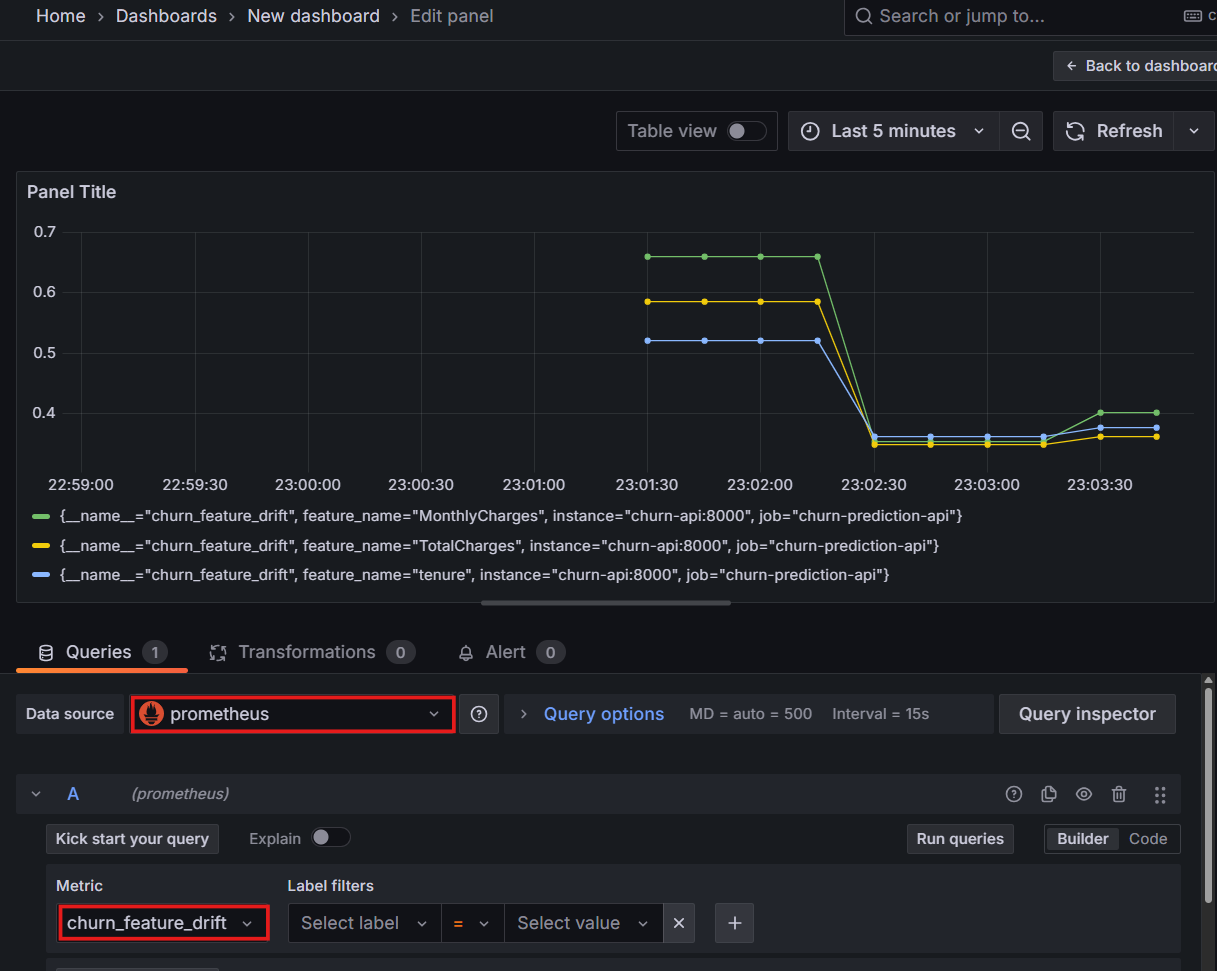 Home › Dashboards › New dashboard › Edit panel Search or jump to...
← Back to dashboard
Table view Last 5 minutes Refresh
Panel Title
0.7
0.6
0.5
0.4
22:59:00 22:59:30 23:00:00 23:00:30 23:01:00 23:01:30 23:02:00 23:02:30 23:03:00 23:03:30
{__name__="churn_feature_drift", feature_name="MonthlyCharges", instance="churn-api:8000", job="churn-prediction-api"}
{__name__="churn_feature_drift", feature_name="TotalCharges", instance="churn-api:8000", job="churn-prediction-api"}
{__name__="churn_feature_drift", feature_name="tenure", instance="churn-api:8000", job="churn-prediction-api"}
Queries 1 Transformations 0 Alert 0
Data source prometheus Query options MD = auto = 500 Interval = 15s Query inspector
A (prometheus)
Kick start your query Explain Run queries Builder Code
Metric Label filters
churn_feature_drift Select label = Select value × +